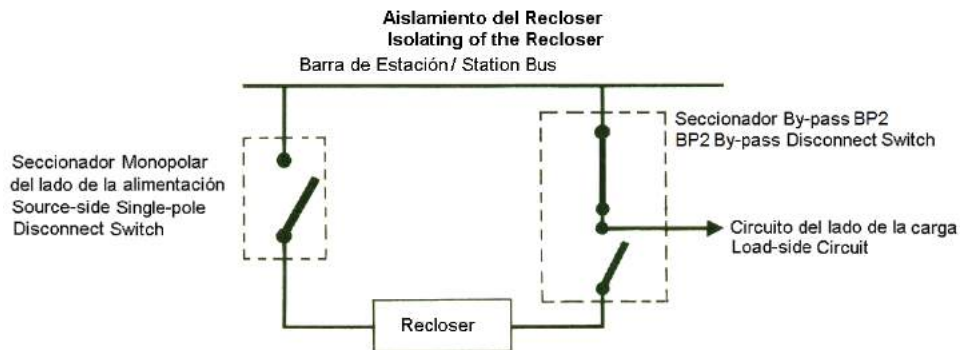 Aislamiento del Recloser
Isolating of the Recloser
Barra de Estación / Station Bus
Seccionador By-pass BP2
BP2 By-pass Disconnect Switch
Seccionador Monopolar
del lado de la alimentación
Source-side Single-pole
Disconnect Switch
Circuito del lado de la carga
Load-side Circuit
Recloser